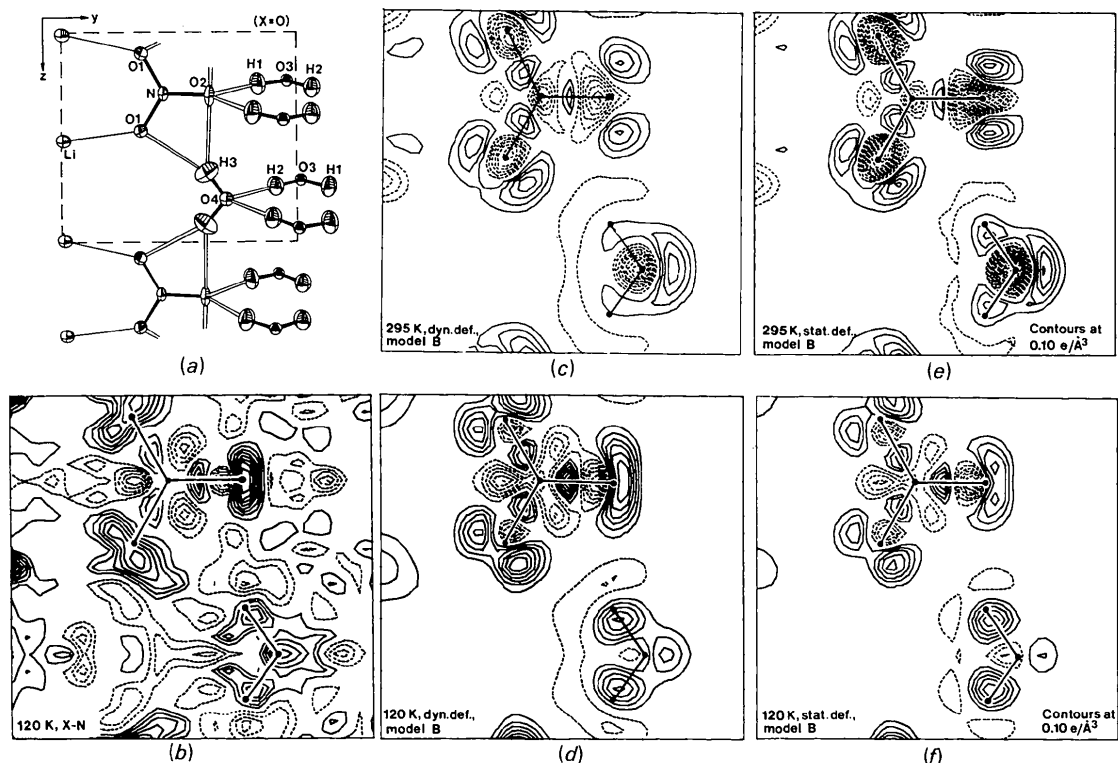 y
(X=0)
z
O1
H1
O3
H2
O2
N
O1
Li
H3
H2
O3
H1
O4
(a)
295 K, dyn. def.,
model B
(c)
295 K, stat. def.,
model B
Contours at
0.10 e/Å³
(e)
120 K, X-N
(b)
120 K, dyn. def.,
model B
(d)
120 K, stat. def.,
model B
Contours at
0.10 e/Å³
(f)